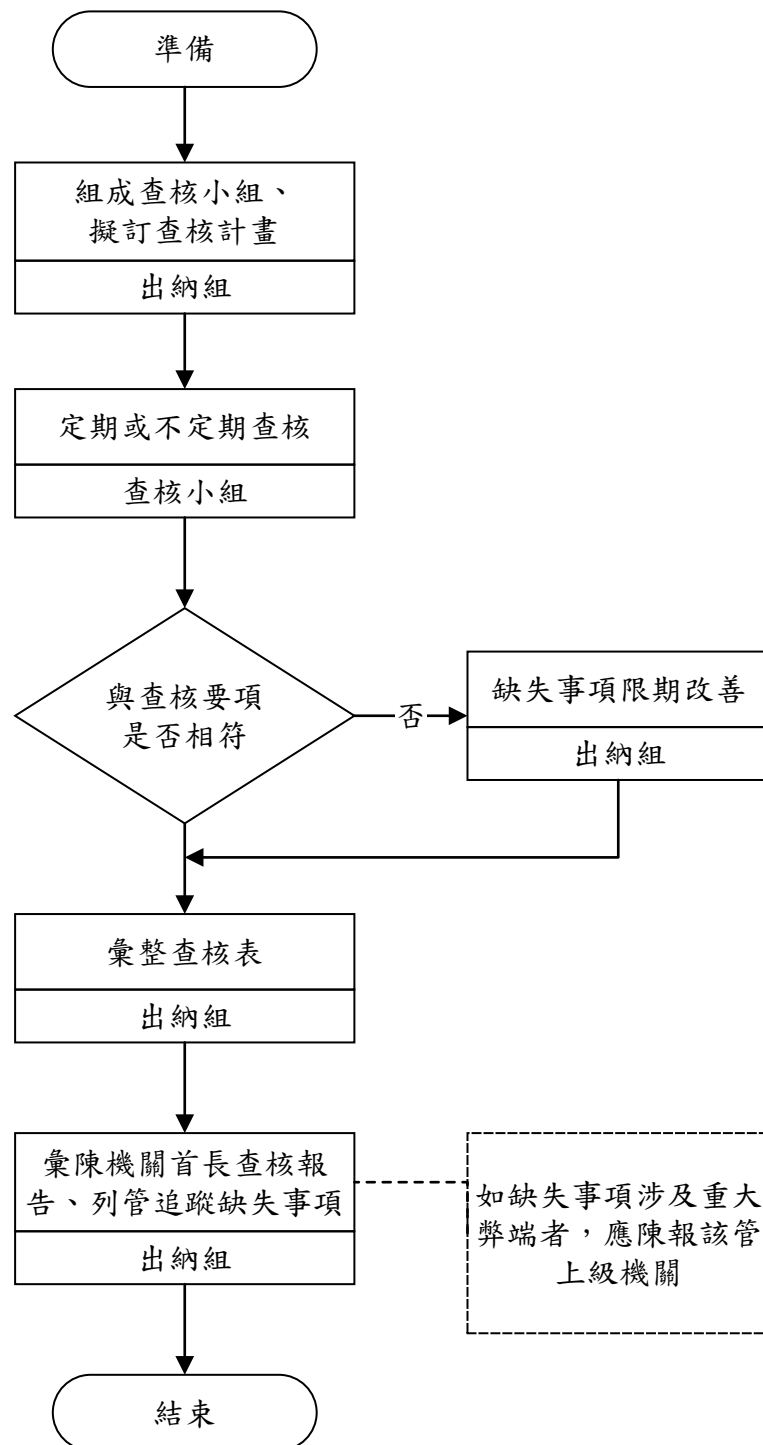 準備
組成查核小組、
擬訂查核計畫
出納組
定期或不定期查核
查核小組
與查核要項
是否相符
否
缺失事項限期改善
出納組
彙整查核表
出納組
彙陳機關首長查核報
告、列管追蹤缺失事項
出納組
如缺失事項涉及重大
弊端者，應陳報該管
上級機關
結束